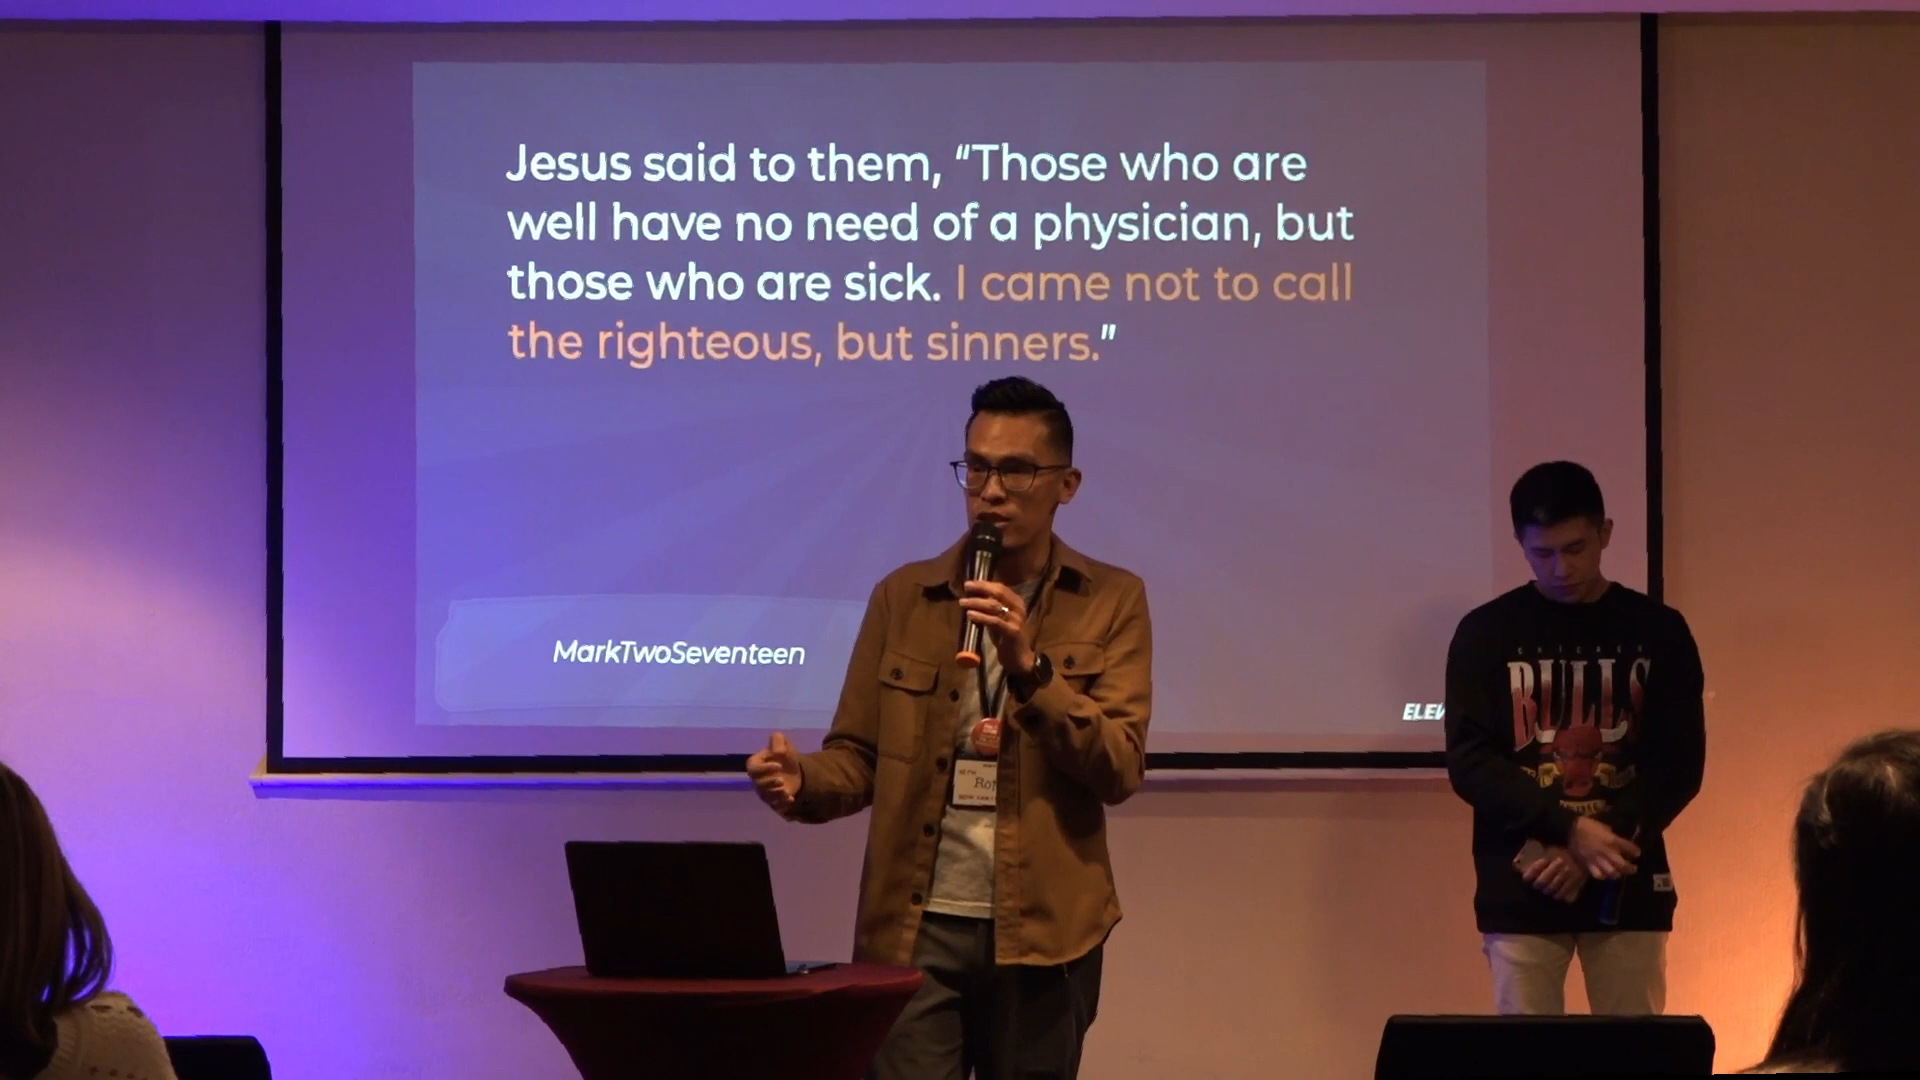 Jesus said to them, “Those who are
well have no need of a physician, but
those who are sick. I came not to call
the righteous, but sinners.”
MarkTwoSeventeen
CHICAGO
BULLS